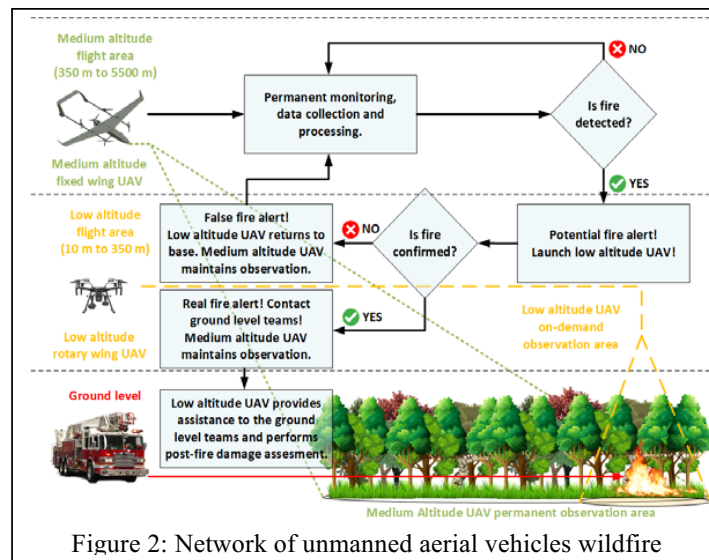 Medium altitude
flight area
(350 m to 5500 m)
Medium altitude
fixed wing UAV
Permanent monitoring,
data collection and
processing.
NO
Is fire
detected?
YES
Low altitude
flight area
(10 m to 350 m)
Low altitude
rotary wing UAV
False fire alert!
Low altitude UAV returns to
base. Medium altitude UAV
maintains observation.
NO
Is fire
confirmed?
YES
Potential fire alert!
Launch low altitude UAV!
Real fire alert! Contact
ground level teams!
Medium altitude UAV
maintains observation.
Low altitude UAV
on-demand
observation area
Ground level
Low altitude UAV provides
assistance to the ground
level teams and performs
post-fire damage assesment.
Medium Altitude UAV permanent observation area
Figure 2: Network of unmanned aerial vehicles wildfire